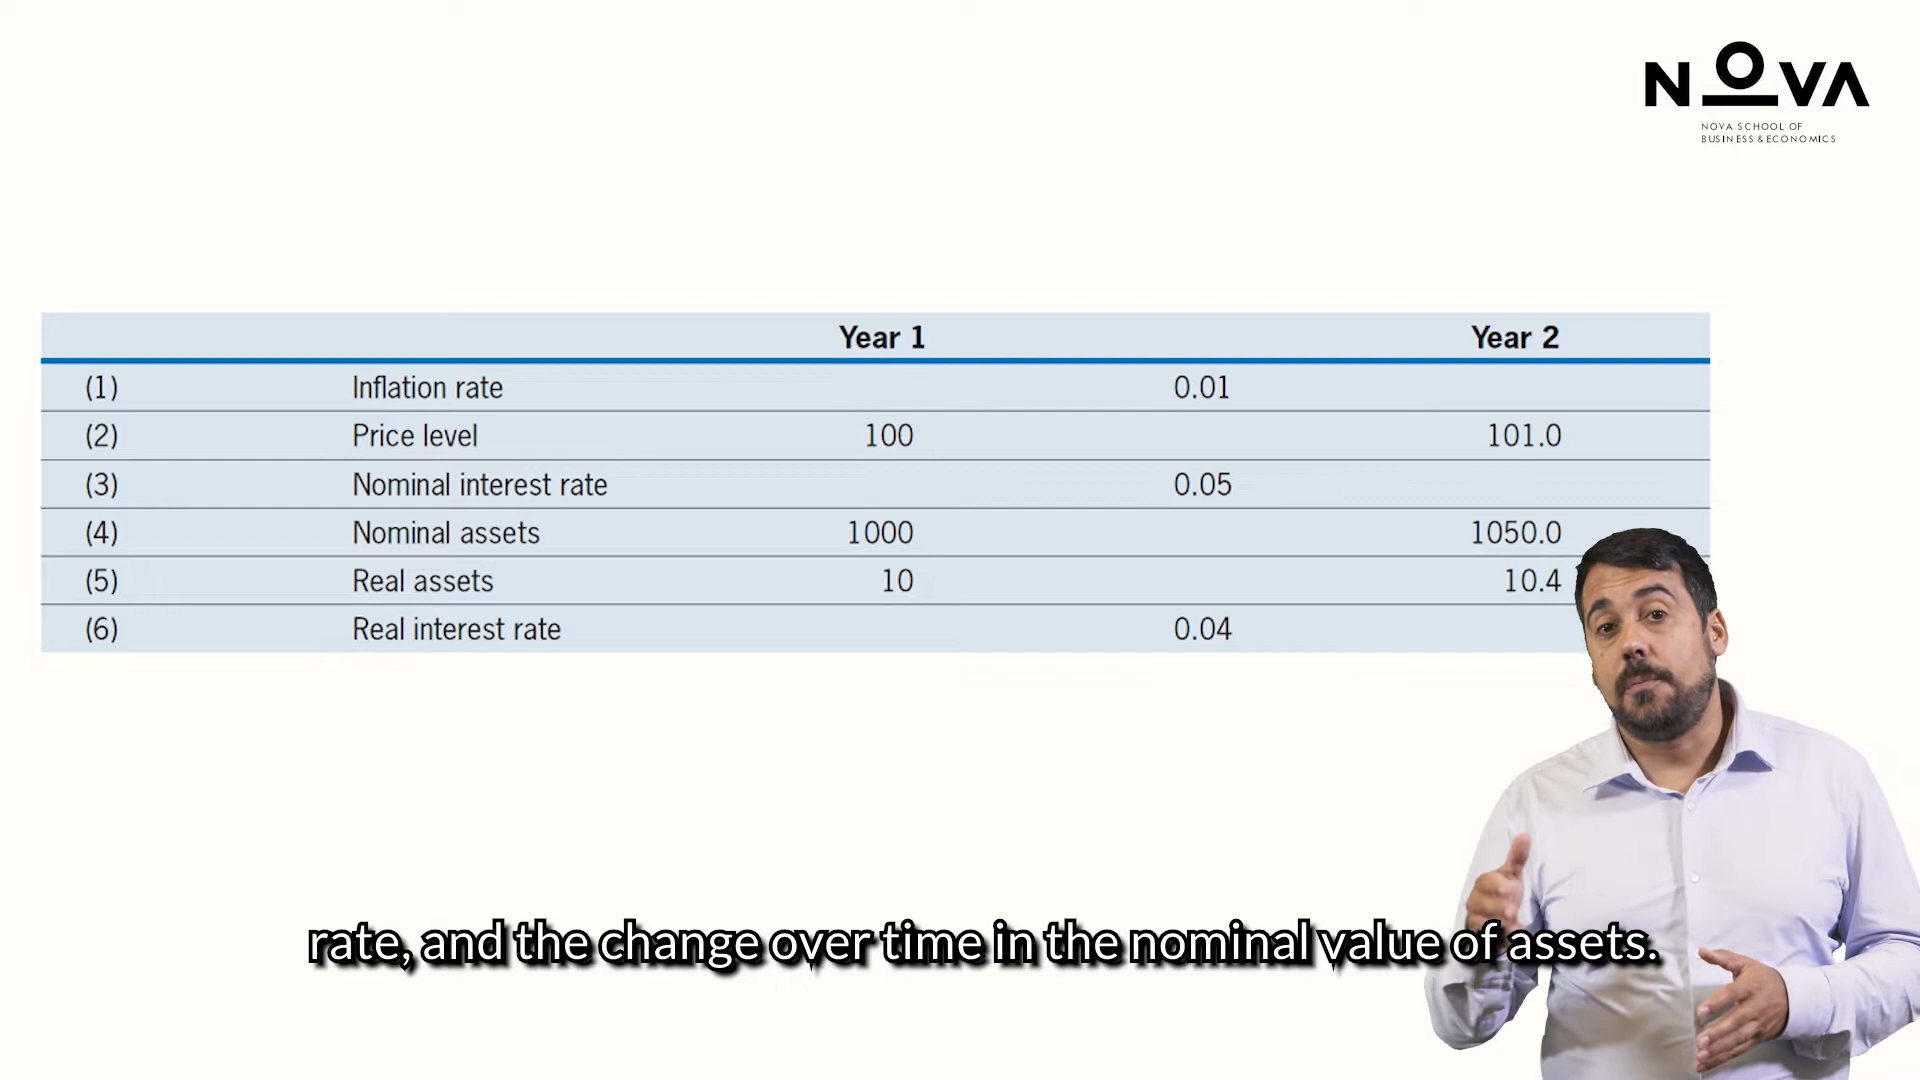 NOVA
NOVA SCHOOL OF
BUSINESS & ECONOMICS
Year 1 Year 2
(1) Inflation rate 0.01
(2) Price level 100 101.0
(3) Nominal interest rate 0.05
(4) Nominal assets 1000 1050.0
(5) Real assets 10 10.4
(6) Real interest rate 0.04
rate, and the change over time in the nominal value of assets.